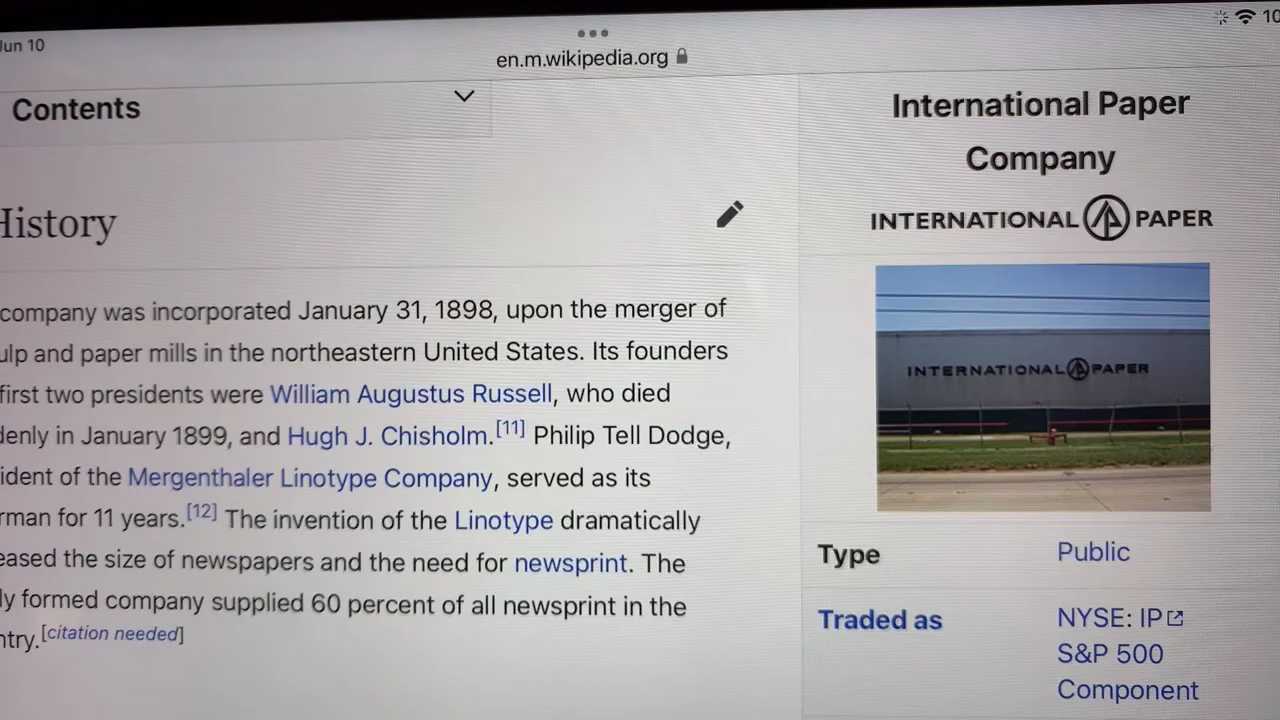 Jun 10
en.m.wikipedia.org
10
Contents
History
company was incorporated January 31, 1898, upon the merger of
ulp and paper mills in the northeastern United States. Its founders
first two presidents were William Augustus Russell, who died
denly in January 1899, and Hugh J. Chisholm.[11] Philip Tell Dodge,
ident of the Mergenthaler Linotype Company, served as its
rman for 11 years.[12] The invention of the Linotype dramatically
eased the size of newspapers and the need for newsprint. The
ly formed company supplied 60 percent of all newsprint in the
ntry.[citation needed]
International Paper
Company
INTERNATIONAL PAPER
INTERNATIONAL PAPER
Type Public
Traded as NYSE: IP
S&P 500
Component